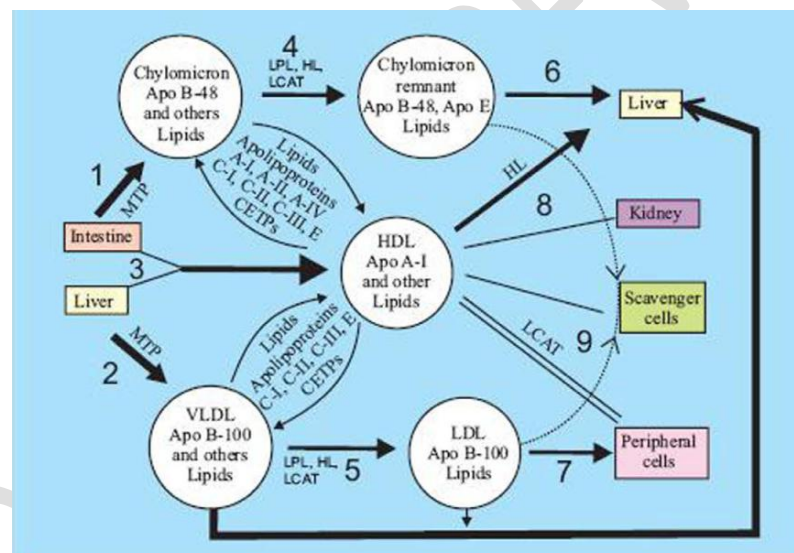 Chylomicron
Apo B-48
and others
Lipids
4
LPL, HL,
LCAT
Chylomicron
remnant
Apo B-48, Apo E
Lipids
6
Liver
1
MTP
Lipids
Apolipoproteins
A-I, A-II, A-IV
C-I, C-II, C-III, E
CETPs
HL
8
Kidney
Intestine
3
Liver
HDL
Apo A-I
and other
Lipids
Scavenger
cells
2
MTP
Lipids
Apolipoproteins
C-I, C-II, C-III, E
CETPs
LCAT
9
VLDL
Apo B-100
and others
Lipids
LPL, HL,
LCAT
5
LDL
Apo B-100
Lipids
7
Peripheral
cells